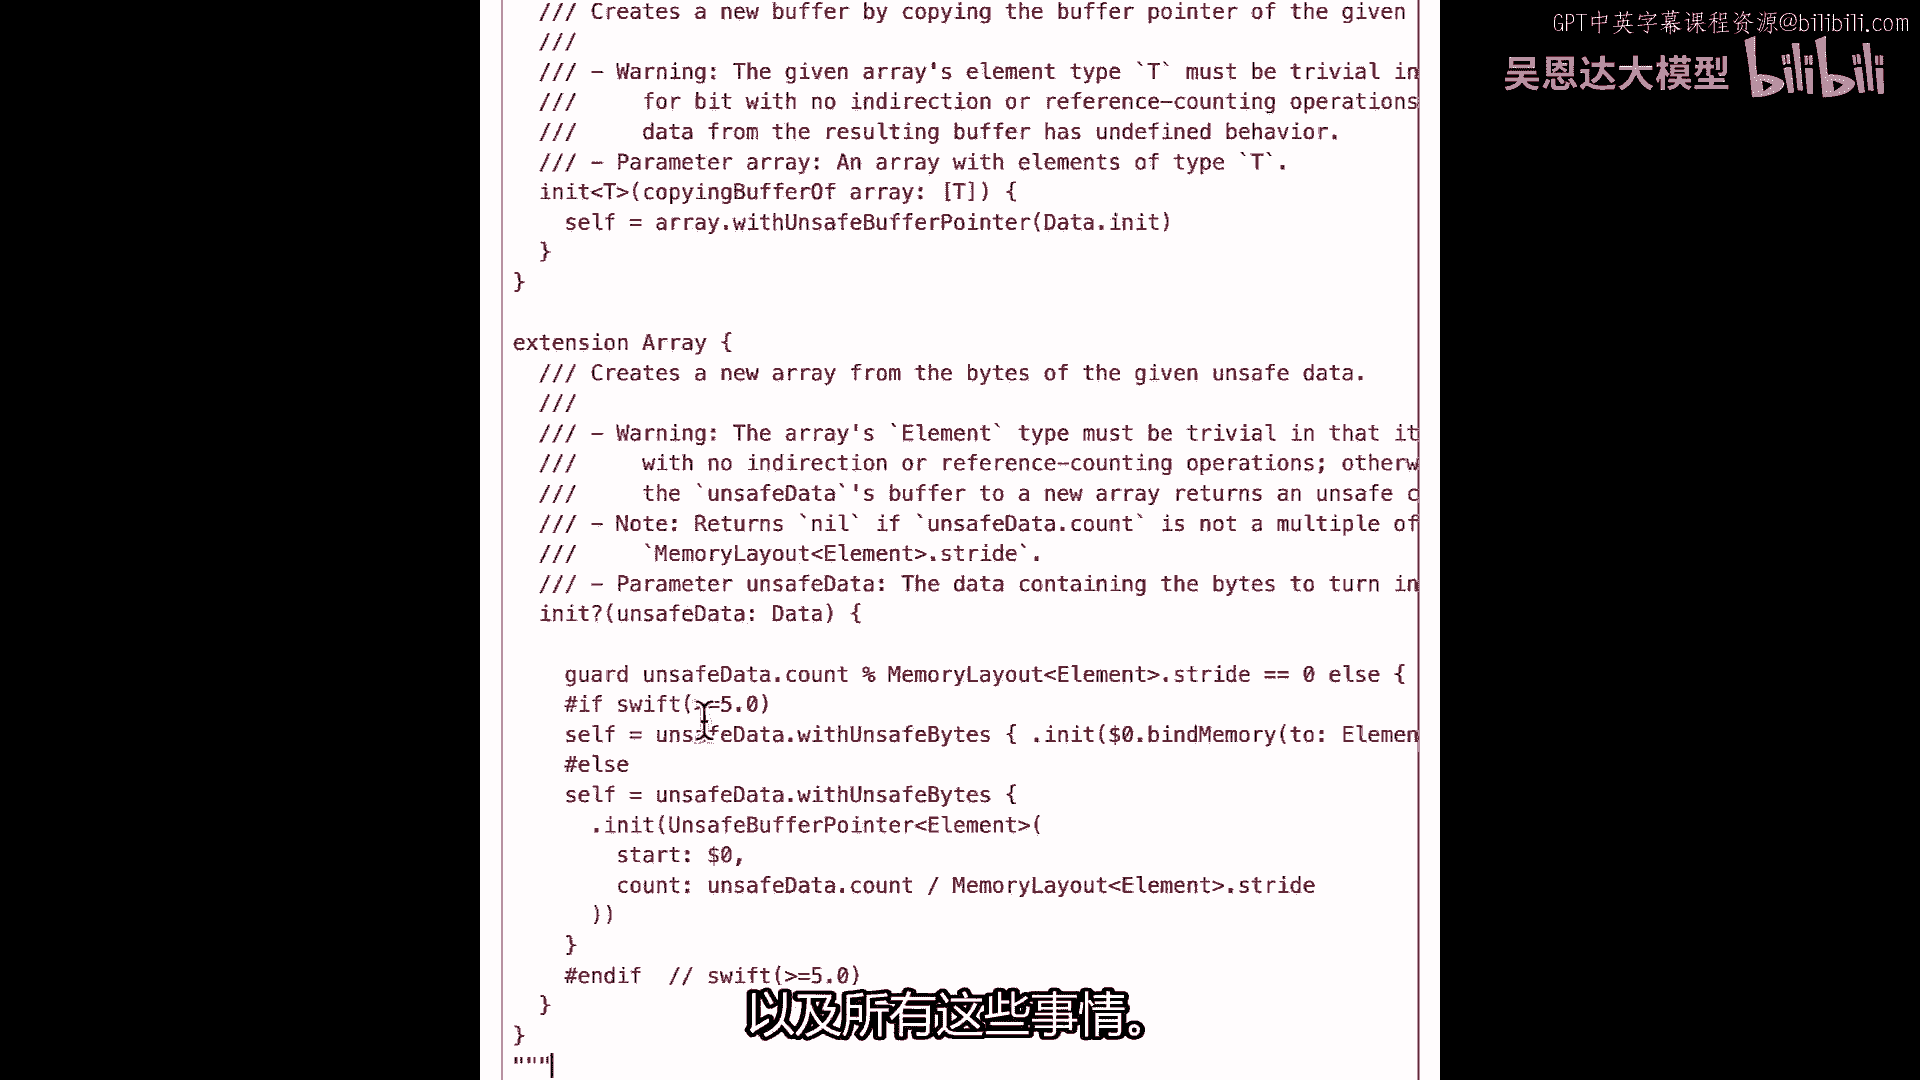 /// Creates a new buffer by copying the buffer pointer of the given
///
/// - Warning: The given array's element type `T` must be trivial in
///     for bit with no indirection or reference-counting operations
///     data from the resulting buffer has undefined behavior.
/// - Parameter array: An array with elements of type `T`.
init<T>(copyingBufferOf array: [T]) {
self = array.withUnsafeBufferPointer(Data.init)
}
}
extension Array {
/// Creates a new array from the bytes of the given unsafe data.
///
/// - Warning: The array's `Element` type must be trivial in that it
///     with no indirection or reference-counting operations; otherw
///     the `unsafeData`'s buffer to a new array returns an unsafe c
/// - Note: Returns `nil` if `unsafeData.count` is not a multiple of
///     `MemoryLayout<Element>.stride`.
/// - Parameter unsafeData: The data containing the bytes to turn in
init?(unsafeData: Data) {
guard unsafeData.count % MemoryLayout<Element>.stride == 0 else {
#if swift(>=5.0)
self = unsafeData.withUnsafeBytes { .init($0.bindMemory(to: Elemen
#else
self = unsafeData.withUnsafeBytes {
.init(UnsafeBufferPointer<Element>(
start: $0,
count: unsafeData.count / MemoryLayout<Element>.stride
))
}
#endif  // swift(>=5.0)
}
}
"""
以及所有这些事情。
GPT中英字幕课程资源@bilibili.com
吴恩达大模型 bilibili